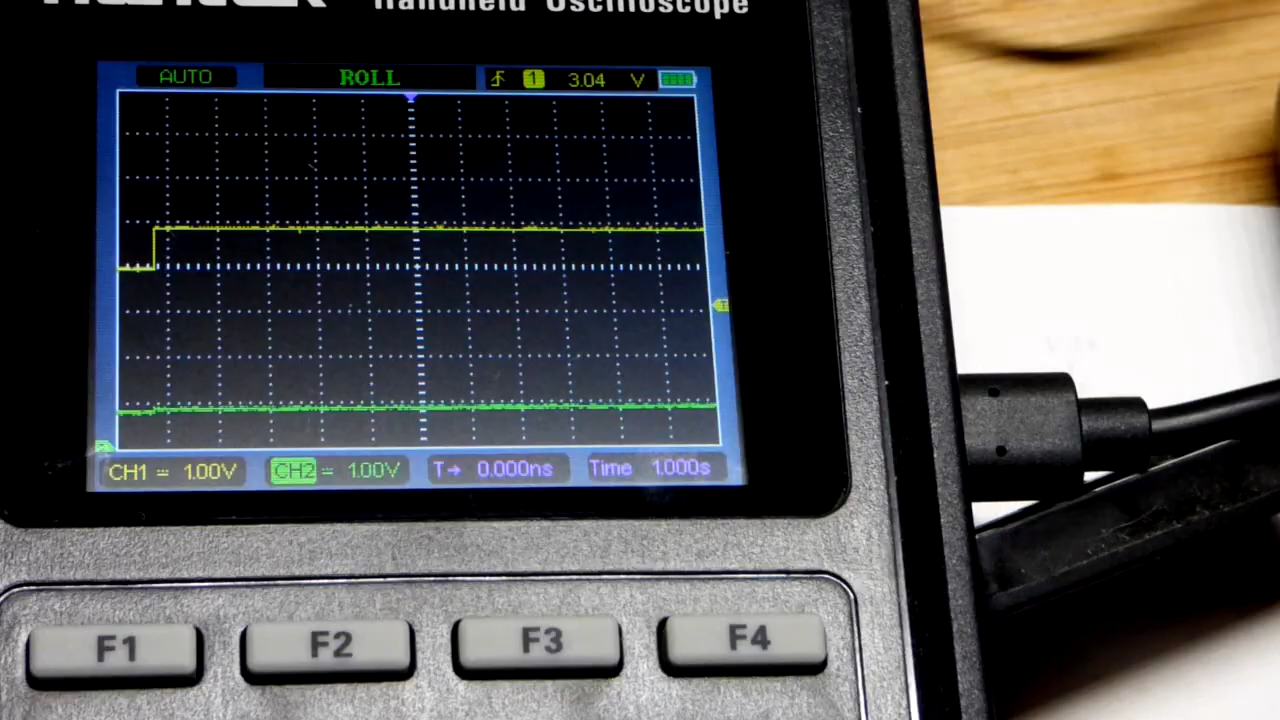 Handheld Oscilloscope
AUTO ROLL 1 3.04 V
CH1 = 1.00V CH2 = 1.00V T→ 0.000ns Time 1.000s
F1 F2 F3 F4